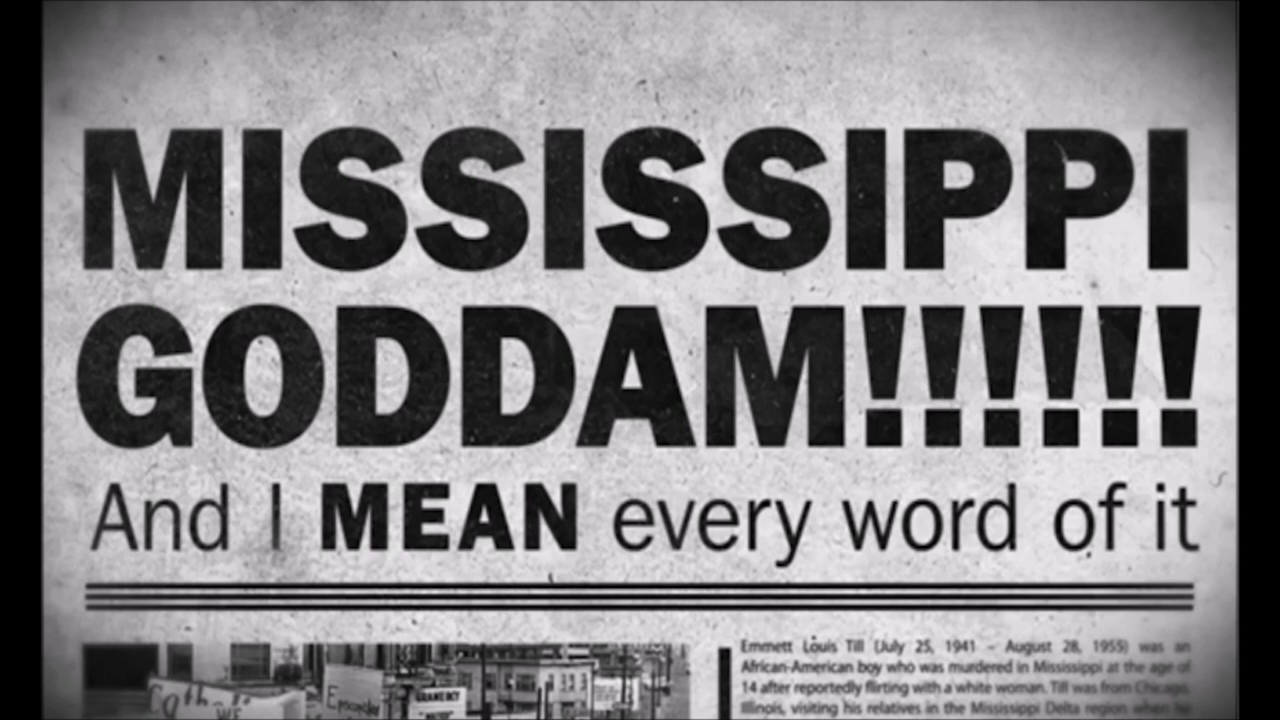 MISSISSIPPI
GODDAM!!!!!!
And I MEAN every word of it
Emmett Louis Till (July 25, 1941 – August 28, 1955) was an
African-American boy who was murdered in Mississippi at the age of
14 after reportedly flirting with a white woman. Till was from Chicago,
Illinois, visiting his relatives in the Mississippi Delta region when he
WE